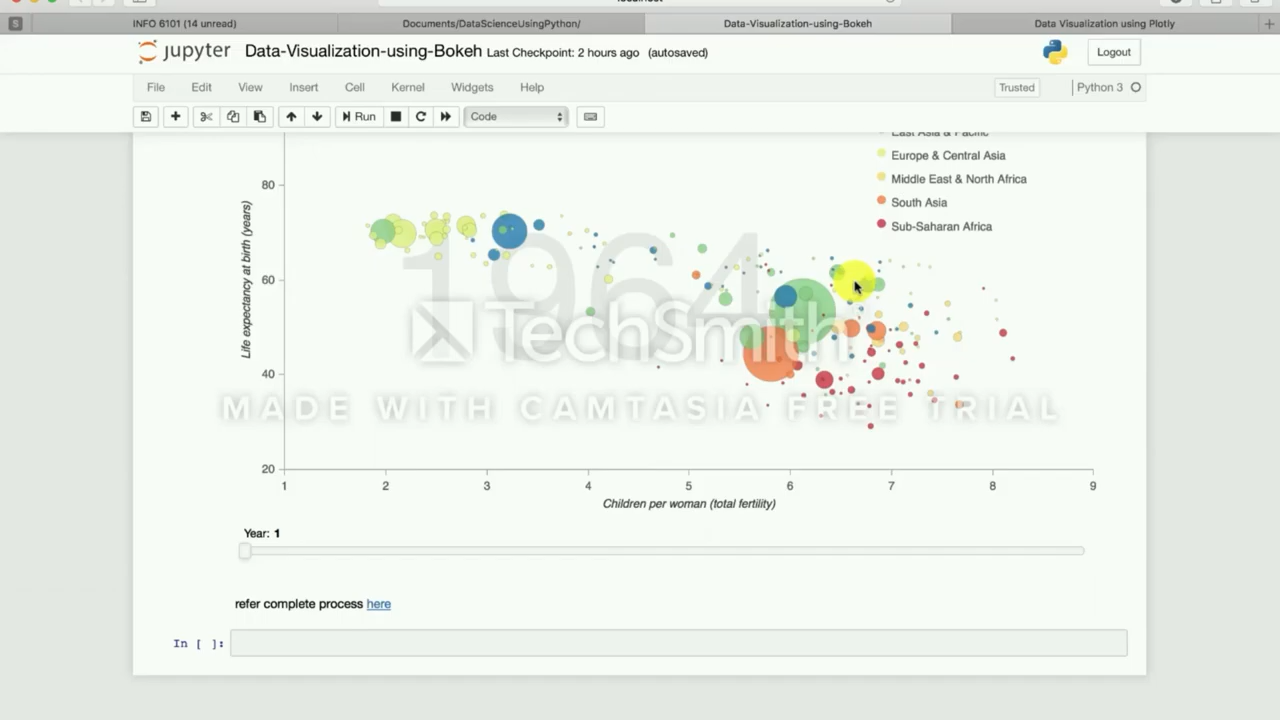 localhost
S
INFO 6101 (14 unread)
Documents/DataScienceUsingPython/
Data-Visualization-using-Bokeh
Data Visualization using Plotly
+
jupyter Data-Visualization-using-Bokeh Last Checkpoint: 2 hours ago (autosaved)
Logout
File Edit View Insert Cell Kernel Widgets Help
Trusted
Python 3
Run
Code
East Asia & Pacific
Europe & Central Asia
Middle East & North Africa
South Asia
Sub-Saharan Africa
80
60
40
20
Life expectancy at birth (years)
1964
TechSmith
MADE WITH CAMTASIA FREE TRIAL
1 2 3 4 5 6 7 8 9
Children per woman (total fertility)
Year: 1
refer complete process here
In [ ]: